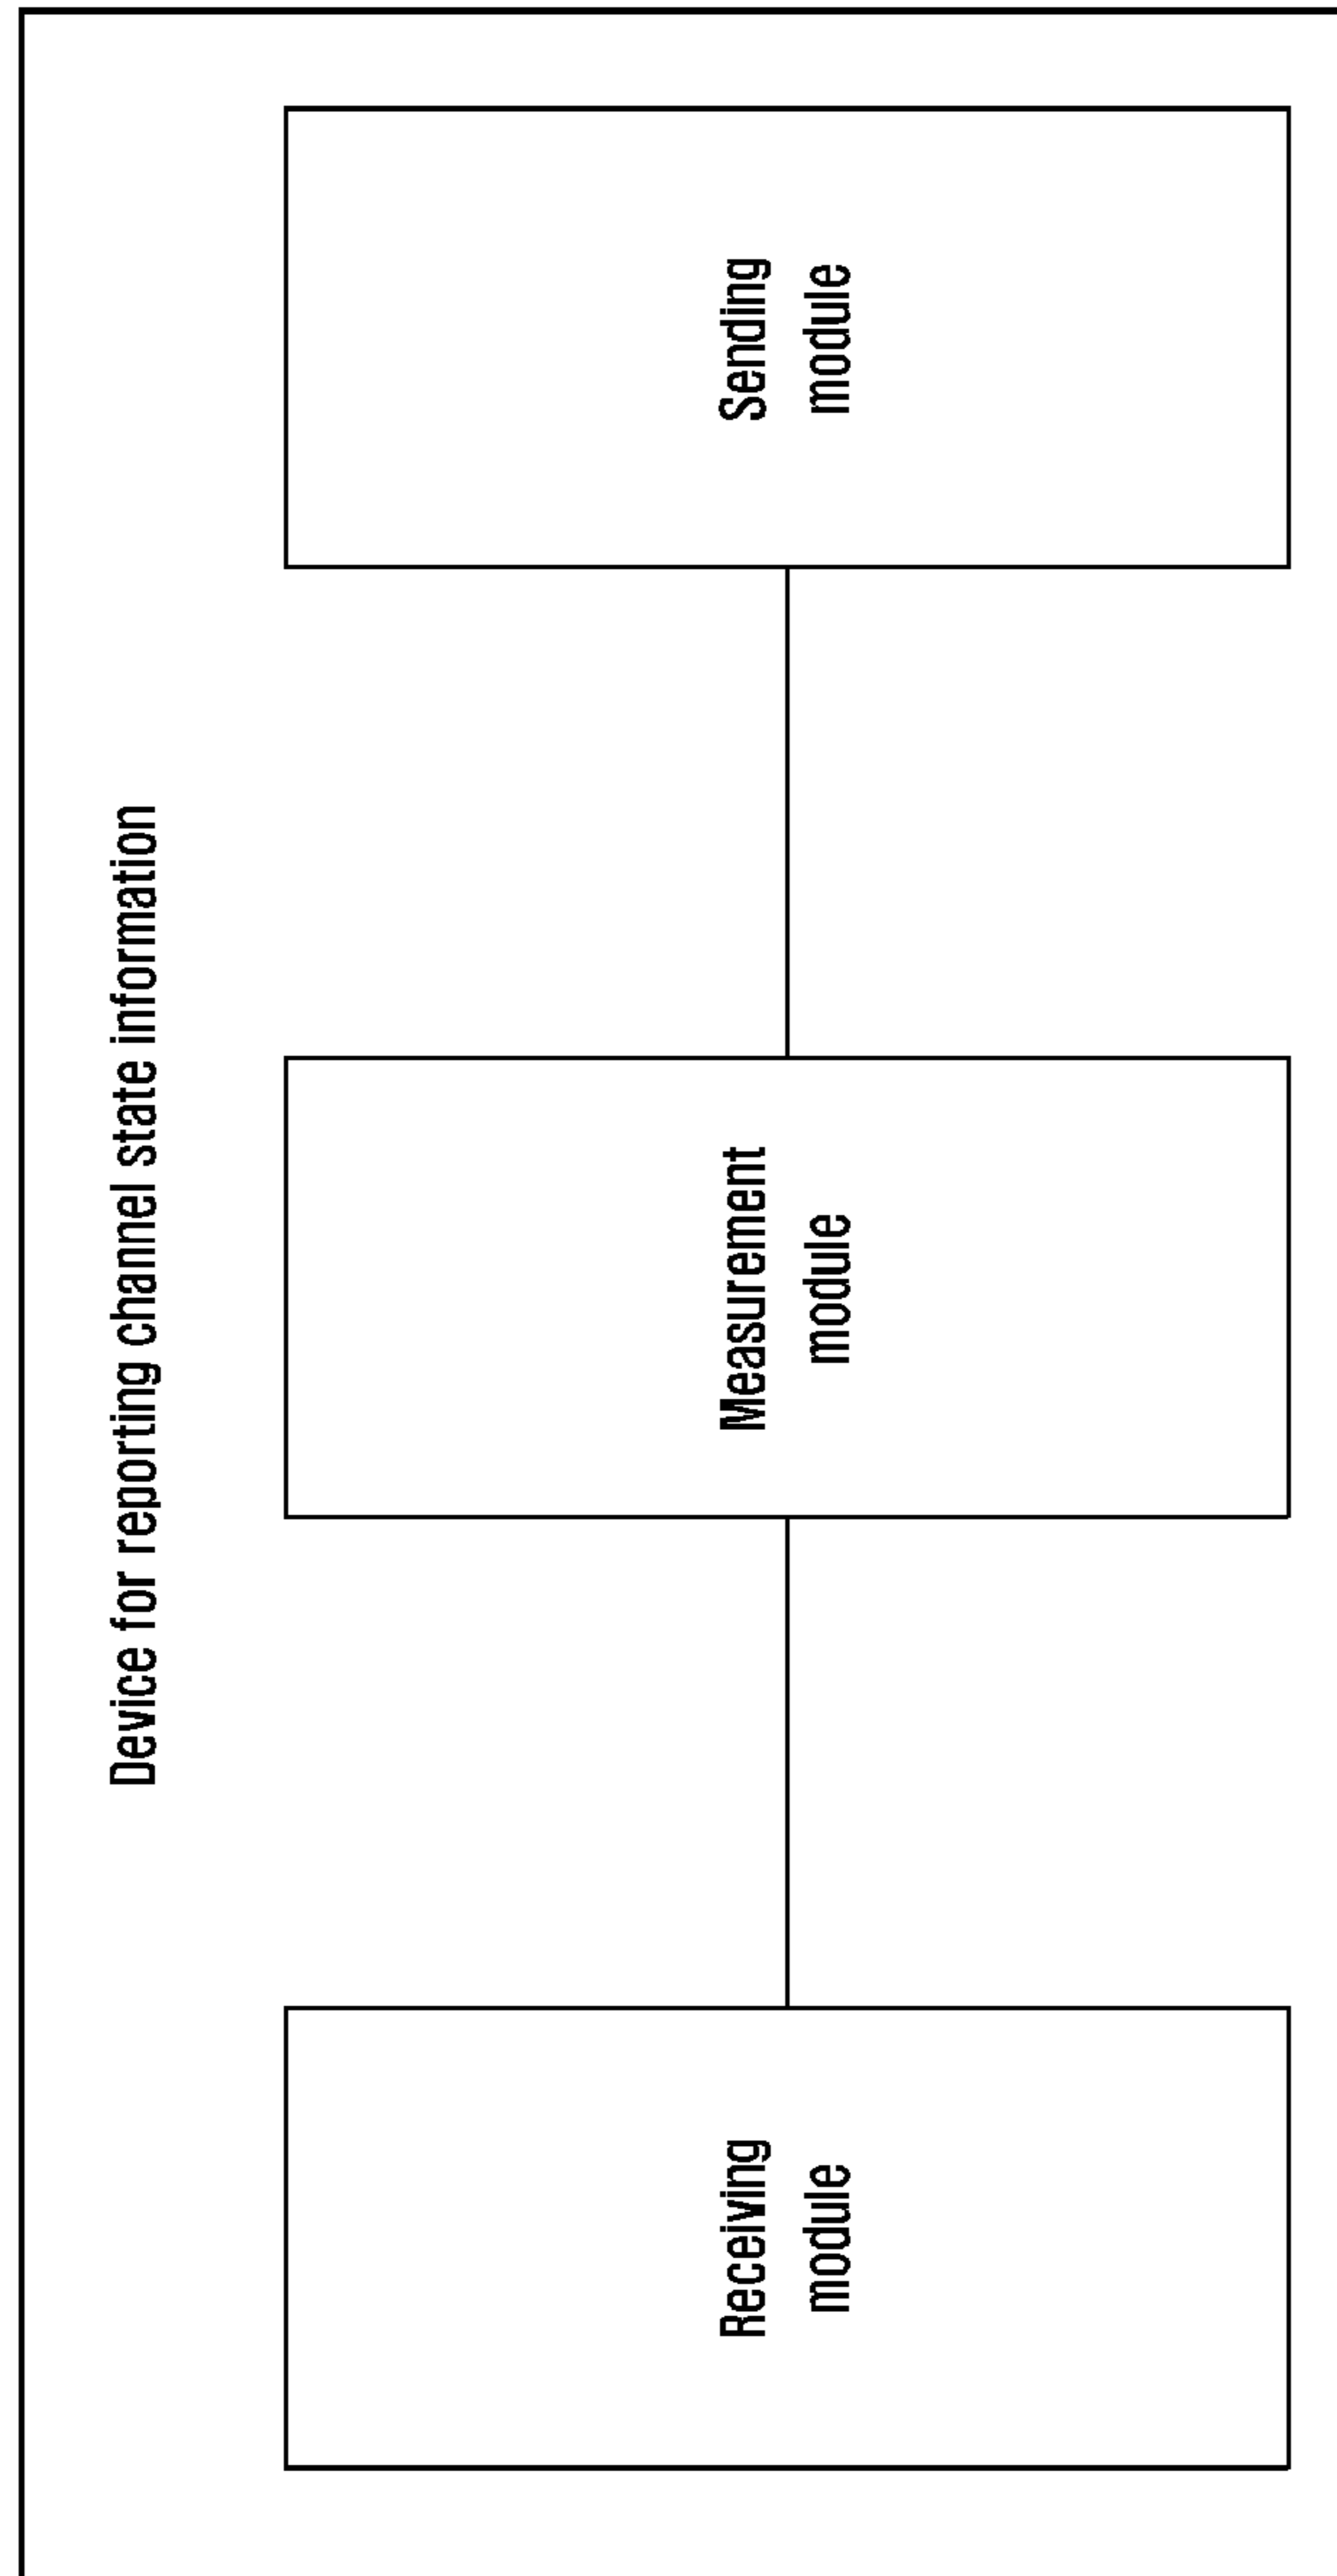 Device for reporting channel state information
Receiving
module
Measurement
module
Sending
module